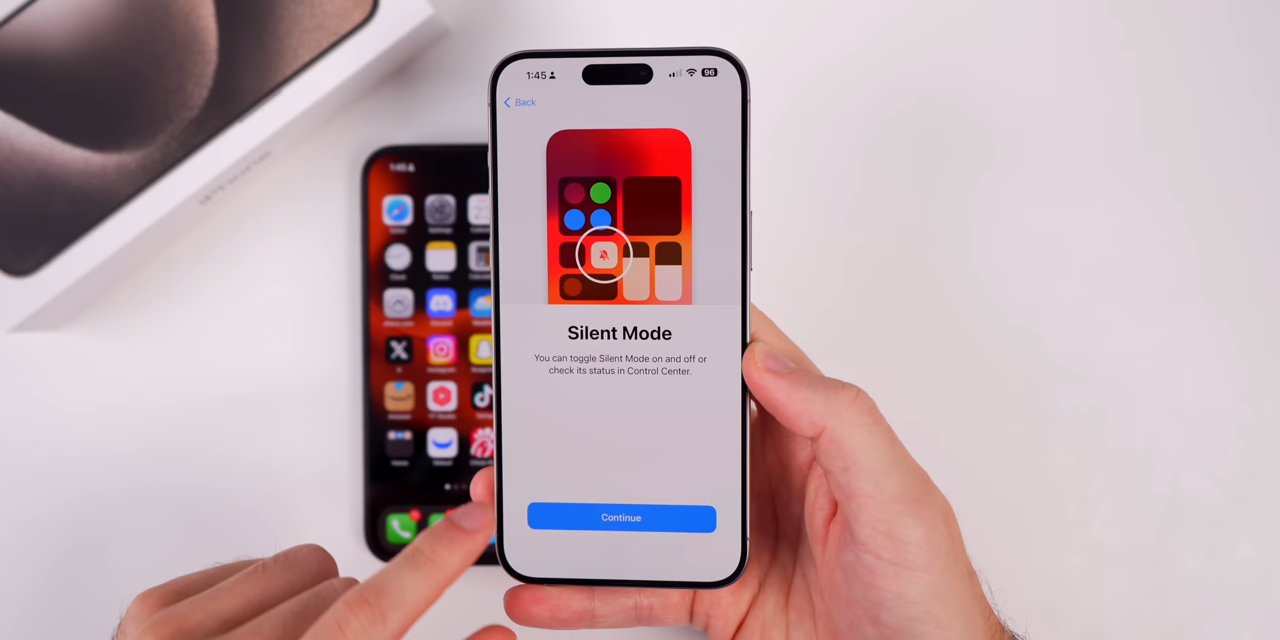 1:45
96
Back
Silent Mode
You can toggle Silent Mode on and off or
check its status in Control Center.
Continue